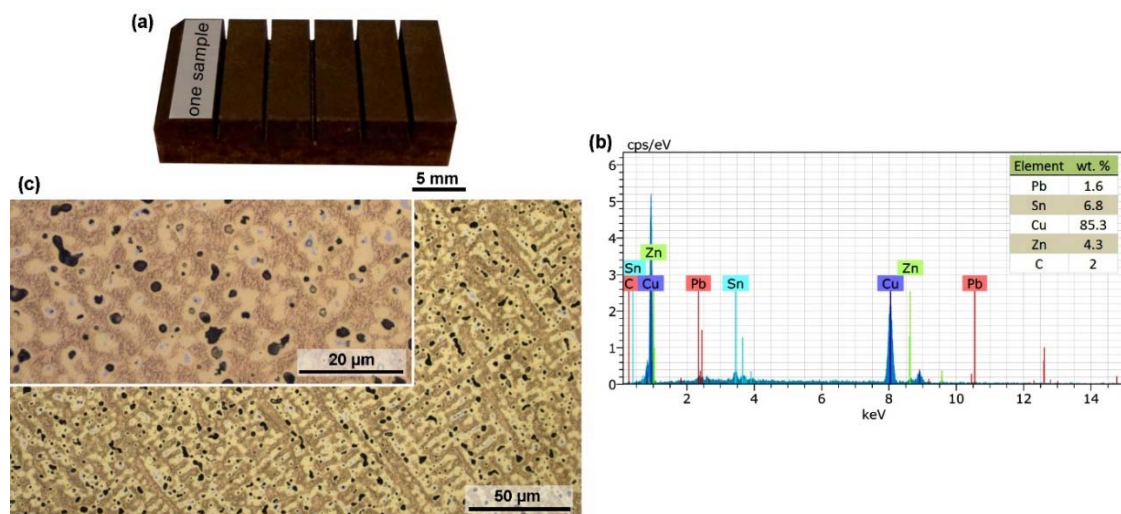 (a)
one sample
5 mm
(b)
cps/eV
6
5
4
3
2
1
0
Element wt. %
Pb 1.6
Sn 6.8
Cu 85.3
Zn 4.3
C 2
Zn
Sn
C
Cu
Pb
Sn
Cu
Zn
Pb
2 4 6 8 10 12 14
keV
(c)
20 µm
50 µm